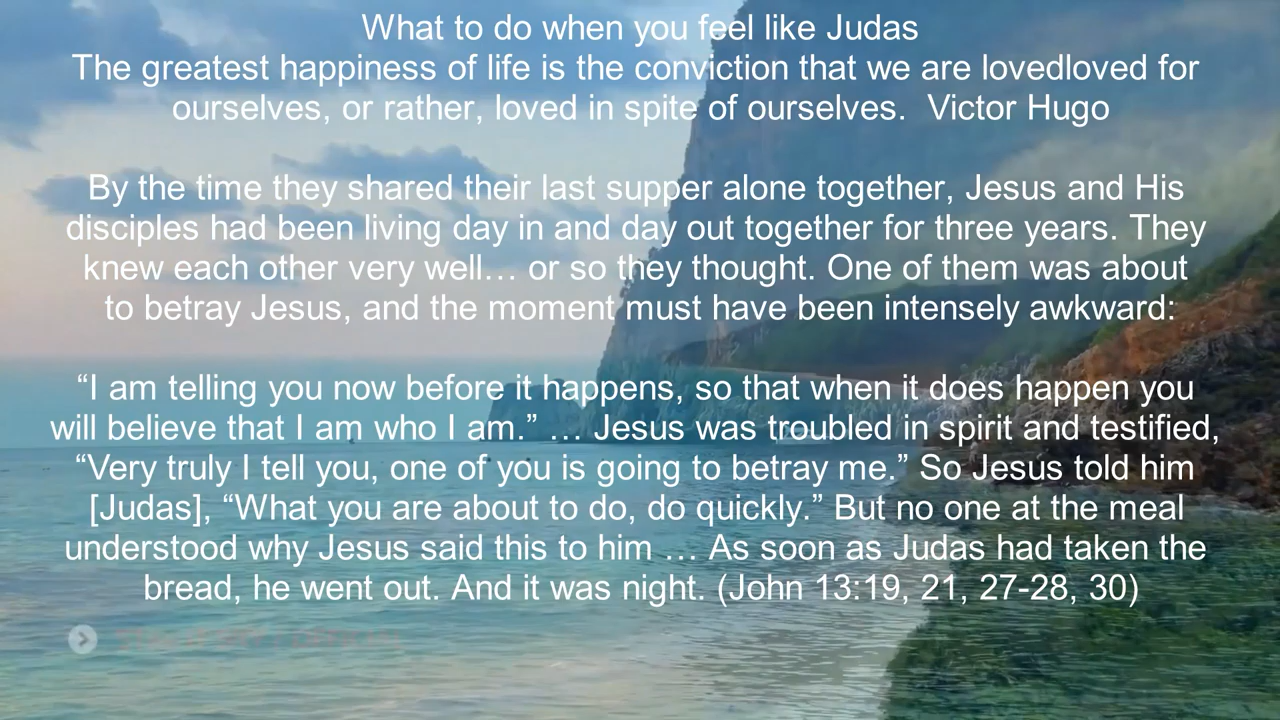 What to do when you feel like Judas
The greatest happiness of life is the conviction that we are lovedloved for
ourselves, or rather, loved in spite of ourselves.  Victor Hugo
By the time they shared their last supper alone together, Jesus and His
disciples had been living day in and day out together for three years. They
knew each other very well… or so they thought. One of them was about
to betray Jesus, and the moment must have been intensely awkward:
“I am telling you now before it happens, so that when it does happen you
will believe that I am who I am.” … Jesus was troubled in spirit and testified,
“Very truly I tell you, one of you is going to betray me.” So Jesus told him
[Judas], “What you are about to do, do quickly.” But no one at the meal
understood why Jesus said this to him … As soon as Judas had taken the
bread, he went out. And it was night. (John 13:19, 21, 27-28, 30)